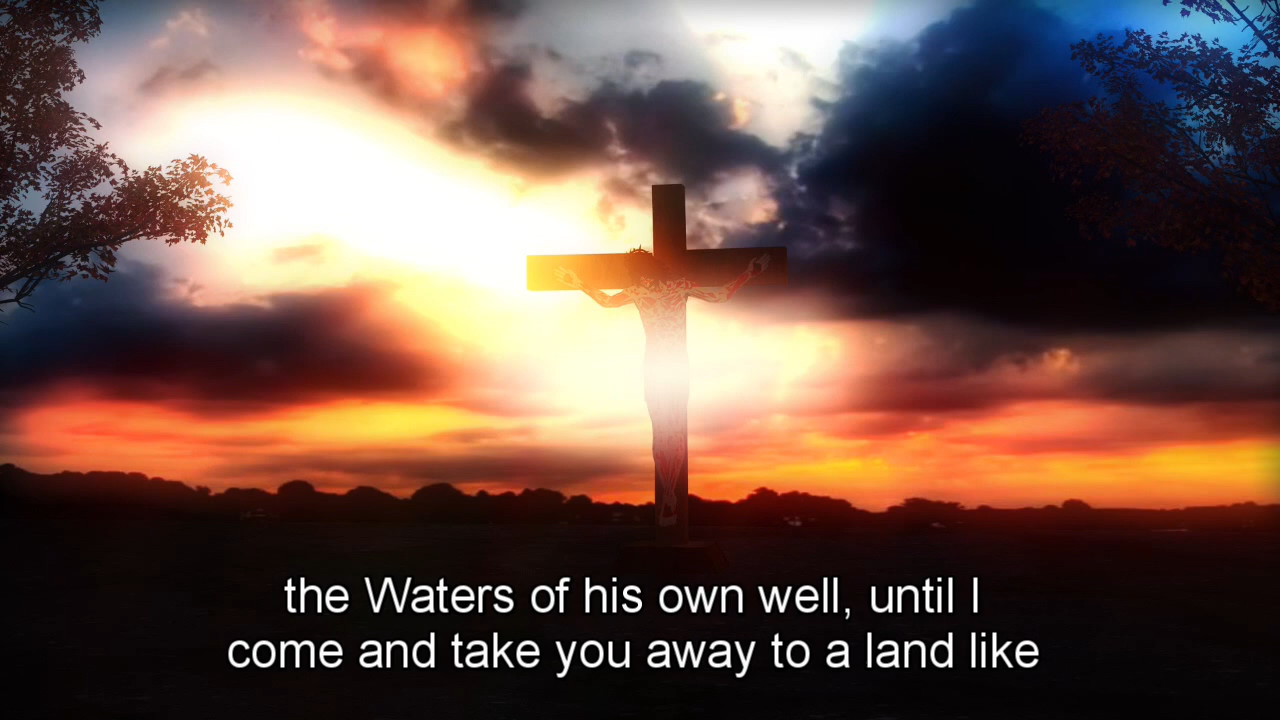 the Waters of his own well, until I
come and take you away to a land like